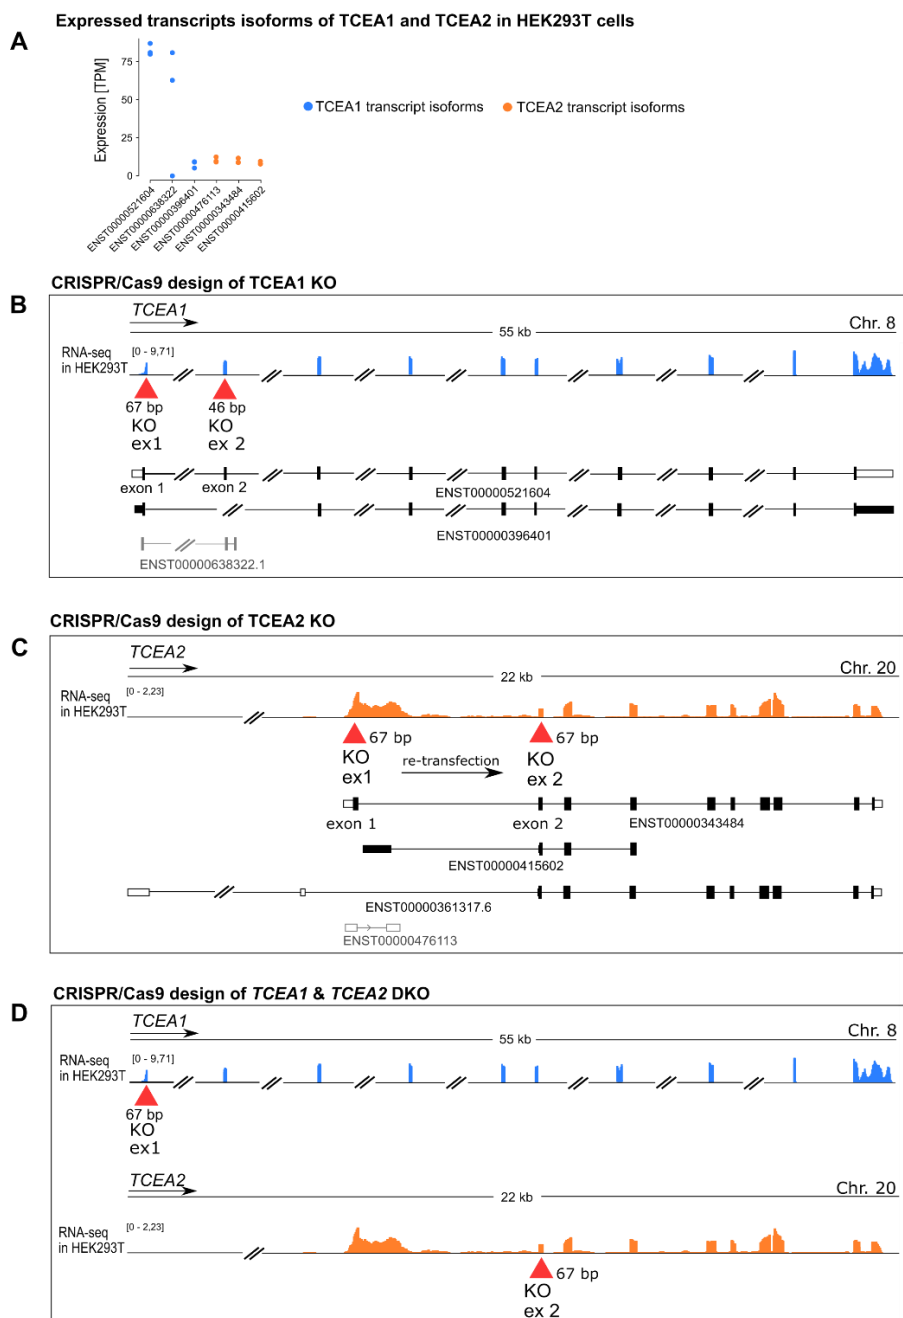 Expressed transcripts isoforms of TCEA1 and TCEA2 in HEK293T cells
A
Expression [TPM]
75
50
25
0
TCEA1 transcript isoforms
TCEA2 transcript isoforms
ENST00000521604
ENST00000638322
ENST00000396401
ENST00000476113
ENST00000343484
ENST00000415602
CRISPR/Cas9 design of TCEA1 KO
B
TCEA1
55 kb
Chr. 8
RNA-seq
in HEK293T
[0 - 9,71]
67 bp
KO
ex1
46 bp
KO
ex 2
exon 1
exon 2
ENST00000521604
ENST00000396401
ENST00000638322.1
CRISPR/Cas9 design of TCEA2 KO
C
TCEA2
22 kb
Chr. 20
RNA-seq
in HEK293T
[0 - 2,23]
67 bp
KO
ex1
re-transfection
67 bp
KO
ex 2
exon 1
exon 2
ENST00000343484
ENST00000415602
ENST00000361317.6
ENST00000476113
CRISPR/Cas9 design of TCEA1 & TCEA2 DKO
D
TCEA1
55 kb
Chr. 8
RNA-seq
in HEK293T
[0 - 9,71]
67 bp
KO
ex1
TCEA2
22 kb
Chr. 20
RNA-seq
in HEK293T
[0 - 2,23]
67 bp
KO
ex 2